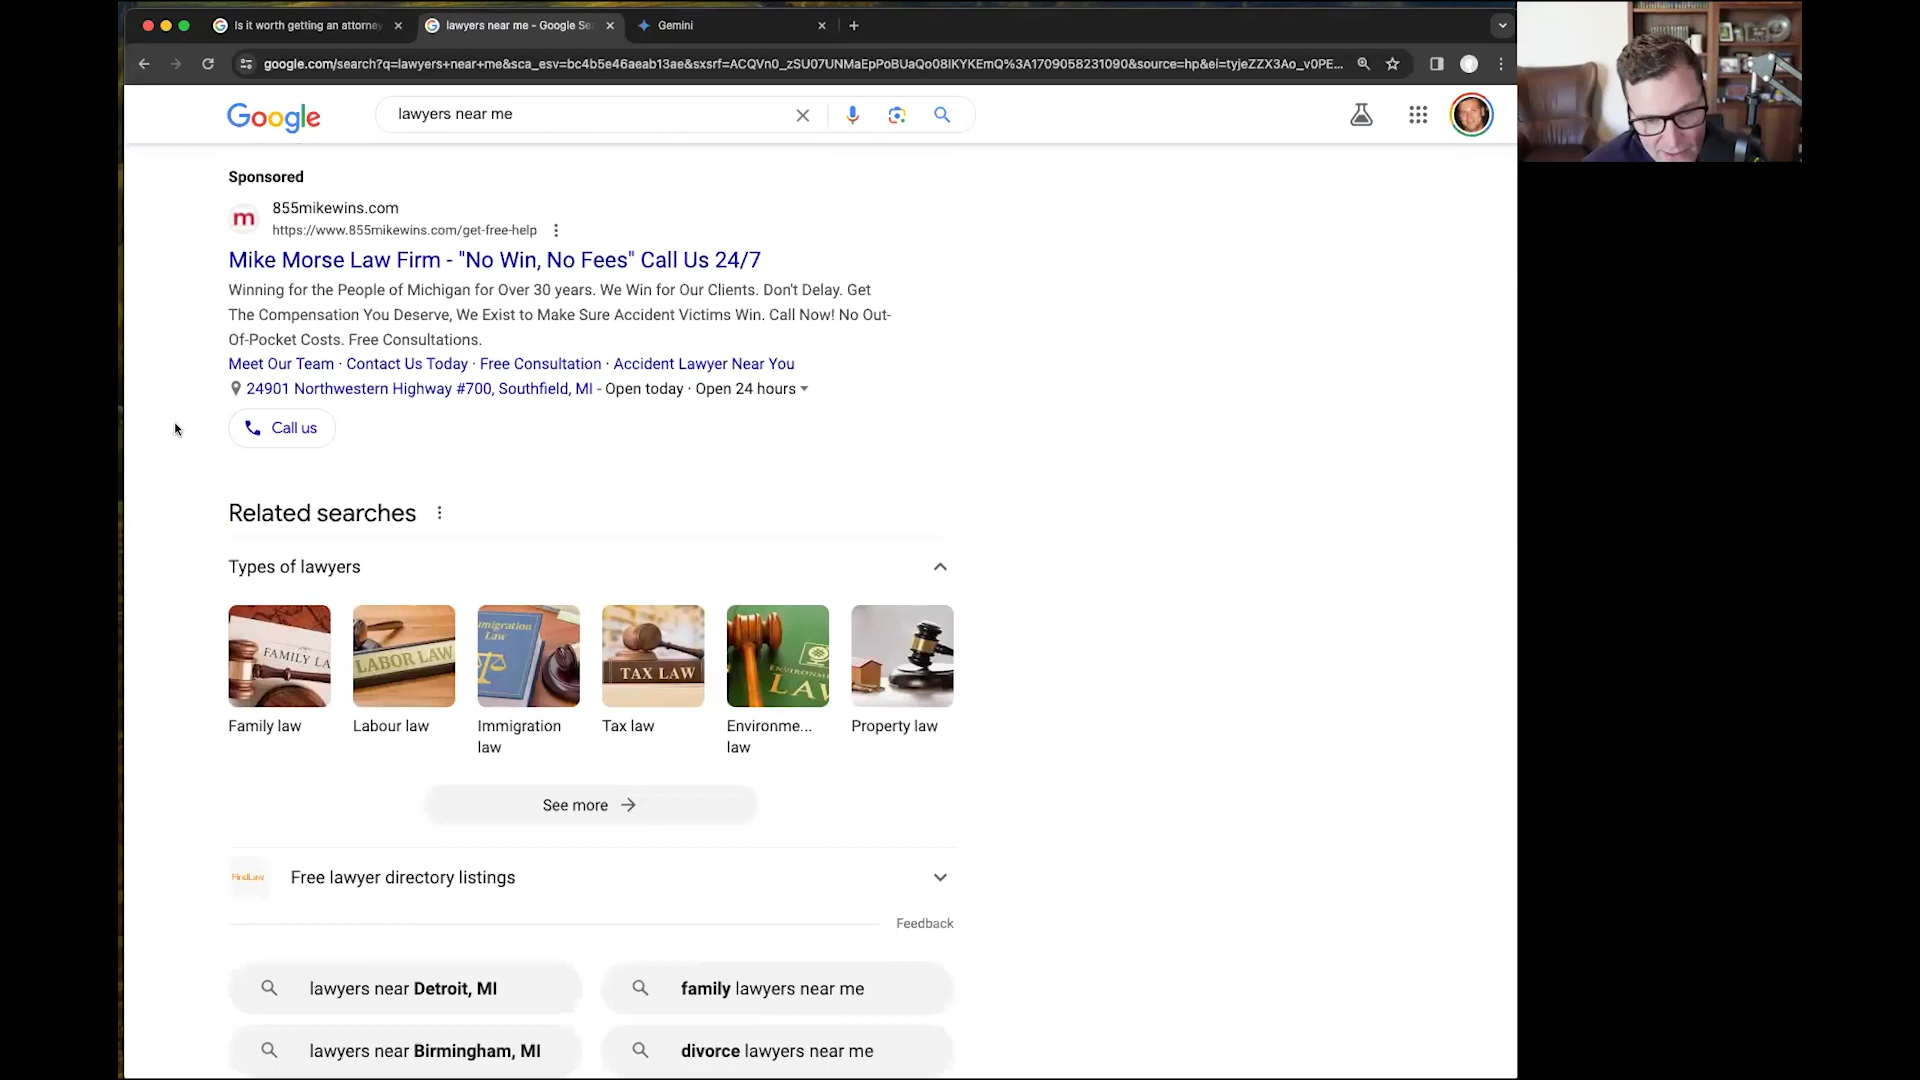 Is it worth getting an attorney
lawyers near me - Google Se
Gemini
google.com/search?q=lawyers+near+me&sca_esv=bc4b5e46aeab13ae&sxsrf=ACQVn0_zSU07UNMaEpPoBUaQo08IKYKEmQ%3A1709058231090&source=hp&ei=tyjeZZX3Ao_v0PE...
Google
lawyers near me
Sponsored
m
855mikewins.com
https://www.855mikewins.com/get-free-help
Mike Morse Law Firm - "No Win, No Fees" Call Us 24/7
Winning for the People of Michigan for Over 30 years. We Win for Our Clients. Don't Delay. Get
The Compensation You Deserve, We Exist to Make Sure Accident Victims Win. Call Now! No Out-
Of-Pocket Costs. Free Consultations.
Meet Our Team · Contact Us Today · Free Consultation · Accident Lawyer Near You
24901 Northwestern Highway #700, Southfield, MI - Open today · Open 24 hours
Call us
Related searches
Types of lawyers
FAMILY LA
LABOR LAW
migration
Law
TAX LAW
ENVIRONM
LAW
Family law
Labour law
Immigration
law
Tax law
Environme...
law
Property law
See more
FindLaw
Free lawyer directory listings
Feedback
lawyers near Detroit, MI
family lawyers near me
lawyers near Birmingham, MI
divorce lawyers near me